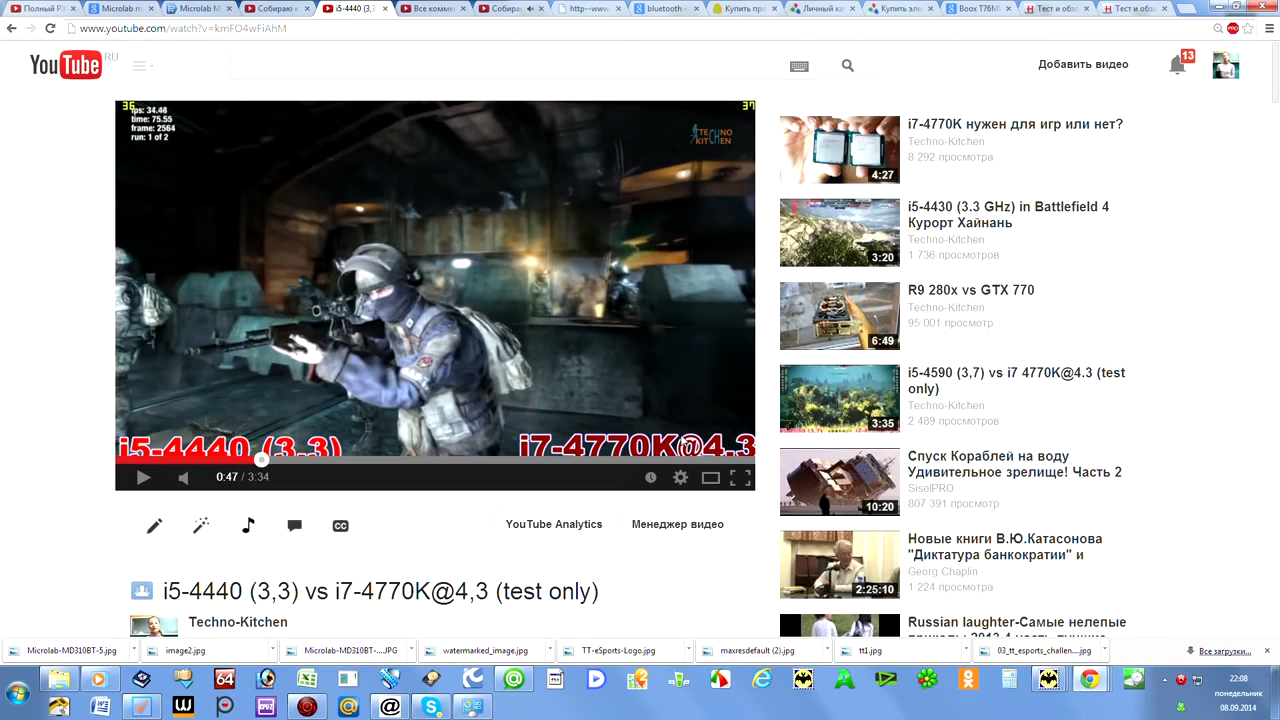 Полный РХ
Microlab m
Microlab M
Собираю к
i5-4440 (3,3
Все комме
Собира
http--www
bluetooth
Купить про
Личный ка
Купить эле
Boox T76M
Тест и обз
Тест и обз
www.youtube.com/watch?v=kmFO4wFiAhM
YouTube RU
Добавить видео
13
36
37
fps: 34.48
time: 75.55
frame: 2564
run: 1 of 2
TECHNO
KITCHEN
i5-4440 (3,3)
i7-4770K@4.3
0:47 / 3:34
YouTube Analytics
Менеджер видео
i5-4440 (3,3) vs i7-4770K@4,3 (test only)
Techno-Kitchen
i7-4770K нужен для игр или нет?
Techno-Kitchen
8 292 просмотра
4:27
i5-4430 (3.3 GHz) in Battlefield 4
Курорт Хайнань
Techno-Kitchen
1 736 просмотров
3:20
R9 280x vs GTX 770
Techno-Kitchen
95 001 просмотр
6:49
i5-4590 (3,7) vs i7 4770K@4.3 (test
only)
Techno-Kitchen
2 489 просмотров
3:35
Спуск Кораблей на воду
Удивительное зрелище! Часть 2
SiselPRO
807 391 просмотр
10:20
Новые книги В.Ю.Катасонова
"Диктатура банкократии" и
Georg Chaplin
1 224 просмотра
2:25:10
Russian laughter-Самые нелепые
Microlab-MD310BT-5.jpg
image2.jpg
Microlab-MD310BT-....JPG
watermarked_image.jpg
TT-eSports-Logo.jpg
maxresdefault (2).jpg
tt1.jpg
03_tt_esports_challen....jpg
Все загрузки...
64
22:08
понедельник
08.09.2014